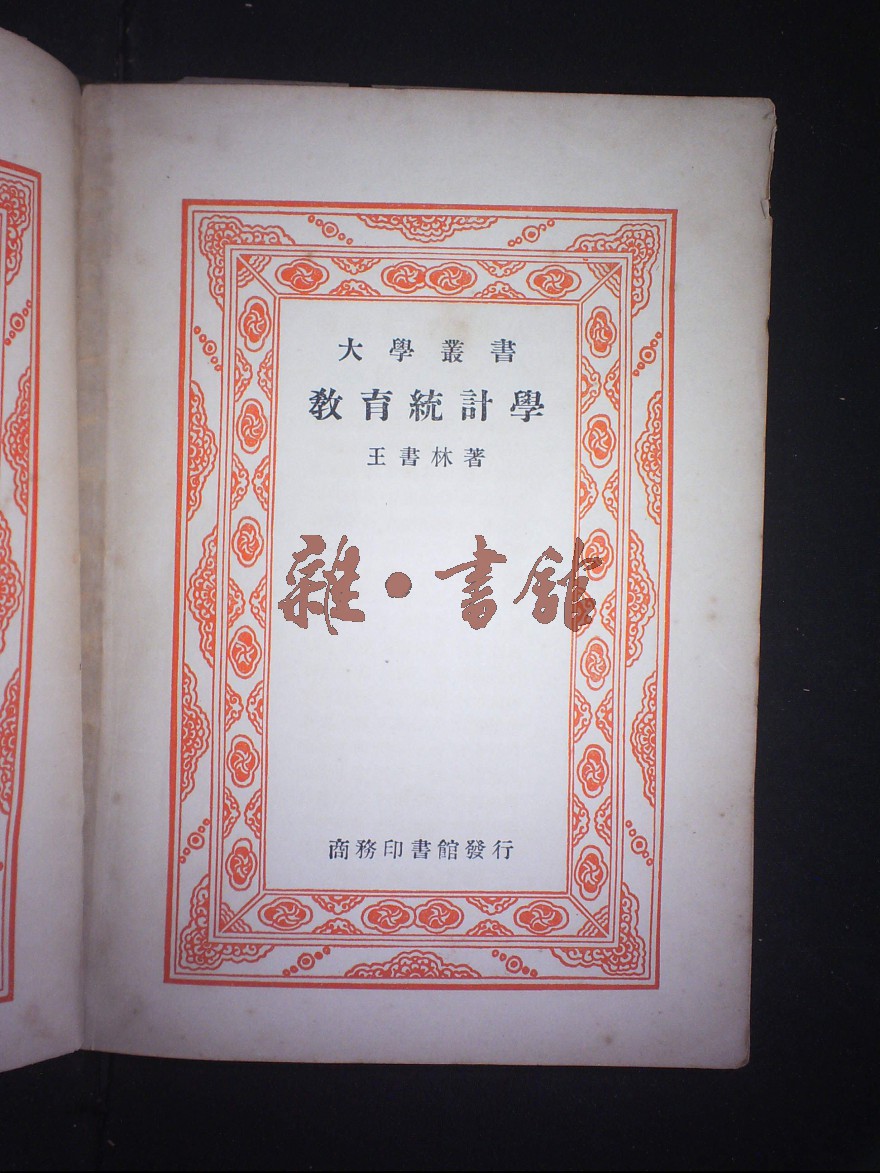 大學叢書
教育統計學
王書林著
雜·書館
商務印書館發行